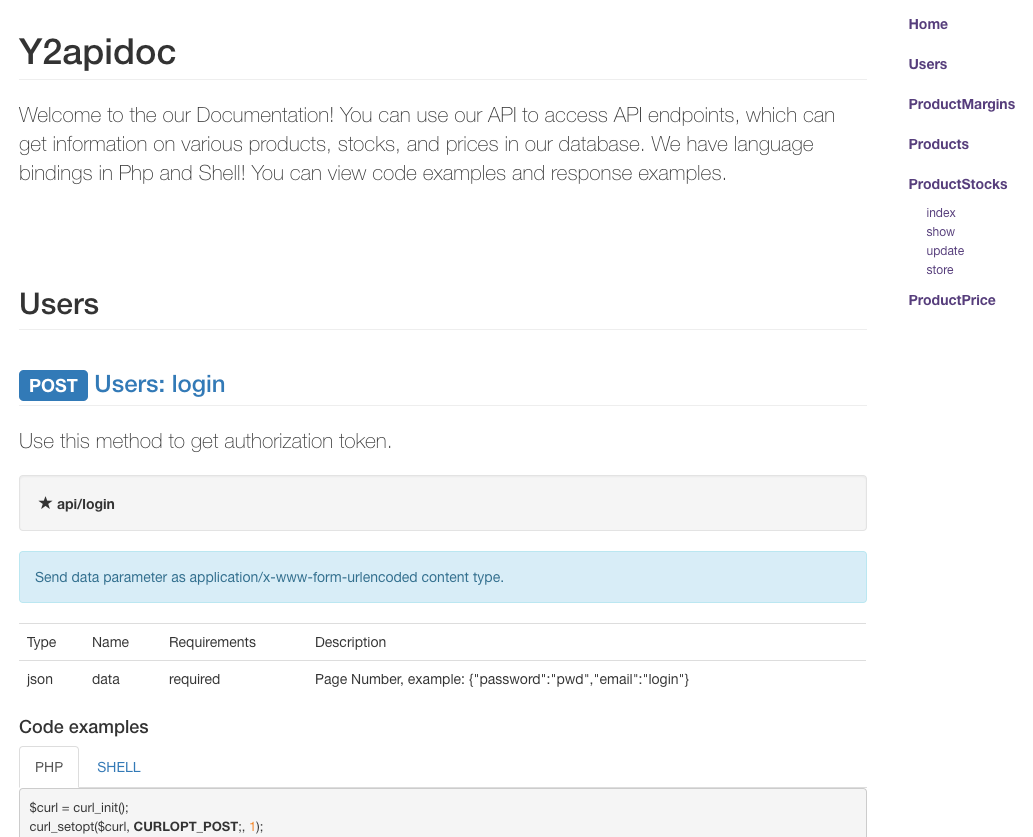 Y2apidoc
Welcome to the our Documentation! You can use our API to access API endpoints, which can
get information on various products, stocks, and prices in our database. We have language
bindings in Php and Shell! You can view code examples and response examples.
Users
POST Users: login
Use this method to get authorization token.
★ api/login
Send data parameter as application/x-www-form-urlencoded content type.
Type Name Requirements Description
json data required Page Number, example: {"password":"pwd","email":"login"}
Code examples
PHP SHELL
$curl = curl_init();
curl_setopt($curl, CURLOPT_POST;, 1);
Home
Users
ProductMargins
Products
ProductStocks
index
show
update
store
ProductPrice